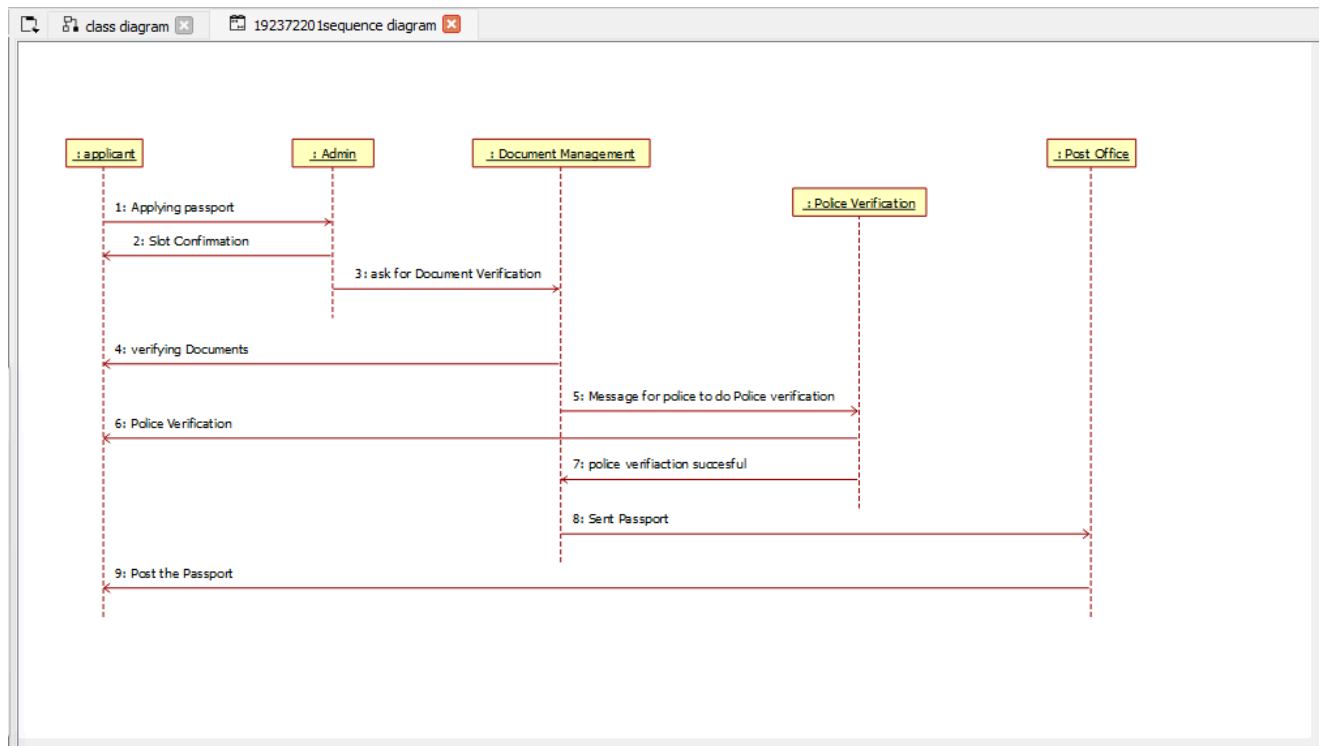 class diagram
192372201sequence diagram
: applicant
: Admin
: Document Management
: Post Office
: Police Verification
1: Applying passport
2: Slot Confirmation
3: ask for Document Verification
4: verifying Documents
5: Message for police to do Police verification
6: Police Verification
7: police verifiaction succesful
8: Sent Passport
9: Post the Passport